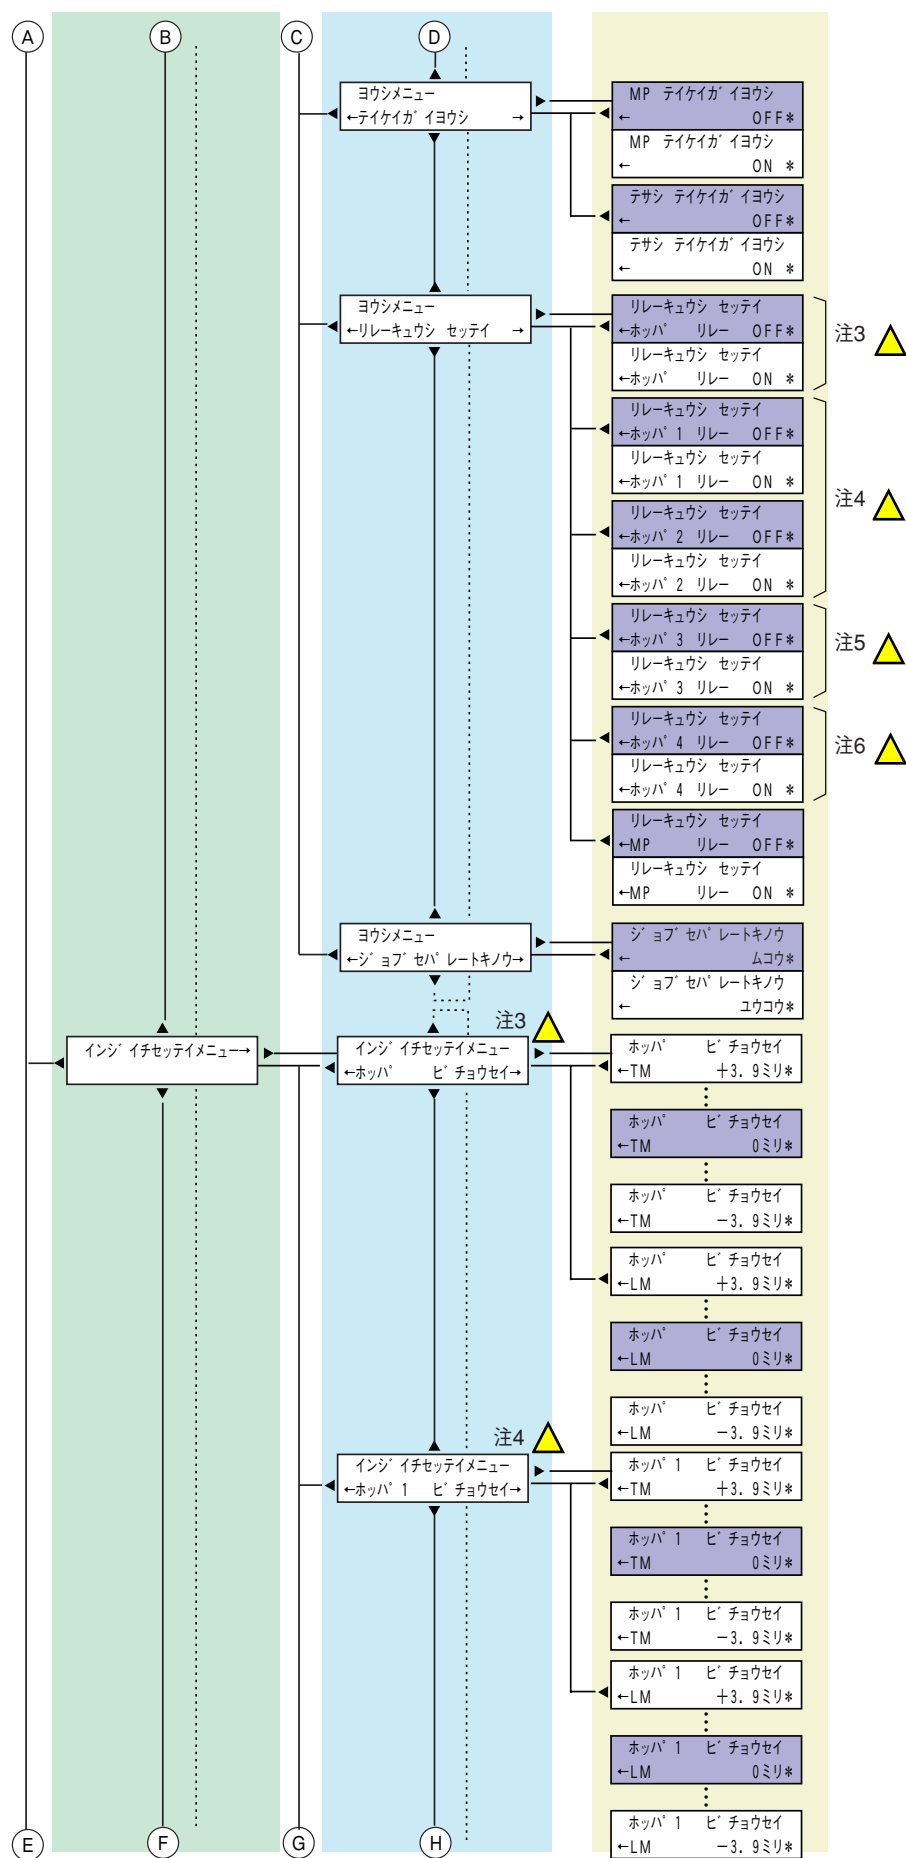 A
B
C
D
ヨウシメニュー
←テイケイガイヨウシ →
MP テイケイガイヨウシ
← OFF*
MP テイケイガイヨウシ
← ON *
テサシ テイケイガイヨウシ
← OFF*
テサシ テイケイガイヨウシ
← ON *
ヨウシメニュー
←リレーキュウシ セッテイ →
リレーキュウシ セッテイ
←ホッパ リレー OFF*
リレーキュウシ セッテイ
←ホッパ リレー ON *
注3
リレーキュウシ セッテイ
←ホッパ1 リレー OFF*
リレーキュウシ セッテイ
←ホッパ1 リレー ON *
リレーキュウシ セッテイ
←ホッパ2 リレー OFF*
リレーキュウシ セッテイ
←ホッパ2 リレー ON *
注4
リレーキュウシ セッテイ
←ホッパ3 リレー OFF*
リレーキュウシ セッテイ
←ホッパ3 リレー ON *
注5
リレーキュウシ セッテイ
←ホッパ4 リレー OFF*
リレーキュウシ セッテイ
←ホッパ4 リレー ON *
注6
リレーキュウシ セッテイ
←MP リレー OFF*
リレーキュウシ セッテイ
←MP リレー ON *
ヨウシメニュー
←ジョブセパレートキノウ→
ジョブセパレートキノウ
← ムコウ*
ジョブセパレートキノウ
← ユウコウ*
インジイチセッテイメニュー→
注3
インジイチセッテイメニュー
←ホッパ ビチョウセイ→
ホッパ ビチョウセイ
←TM +3.9ミリ*
ホッパ ビチョウセイ
←TM 0ミリ*
ホッパ ビチョウセイ
←TM −3.9ミリ*
ホッパ ビチョウセイ
←LM +3.9ミリ*
ホッパ ビチョウセイ
←LM 0ミリ*
ホッパ ビチョウセイ
←LM −3.9ミリ*
注4
インジイチセッテイメニュー
←ホッパ1 ビチョウセイ→
ホッパ1 ビチョウセイ
←TM +3.9ミリ*
ホッパ1 ビチョウセイ
←TM 0ミリ*
ホッパ1 ビチョウセイ
←TM −3.9ミリ*
ホッパ1 ビチョウセイ
←LM +3.9ミリ*
ホッパ1 ビチョウセイ
←LM 0ミリ*
ホッパ1 ビチョウセイ
←LM −3.9ミリ*
E
F
G
H